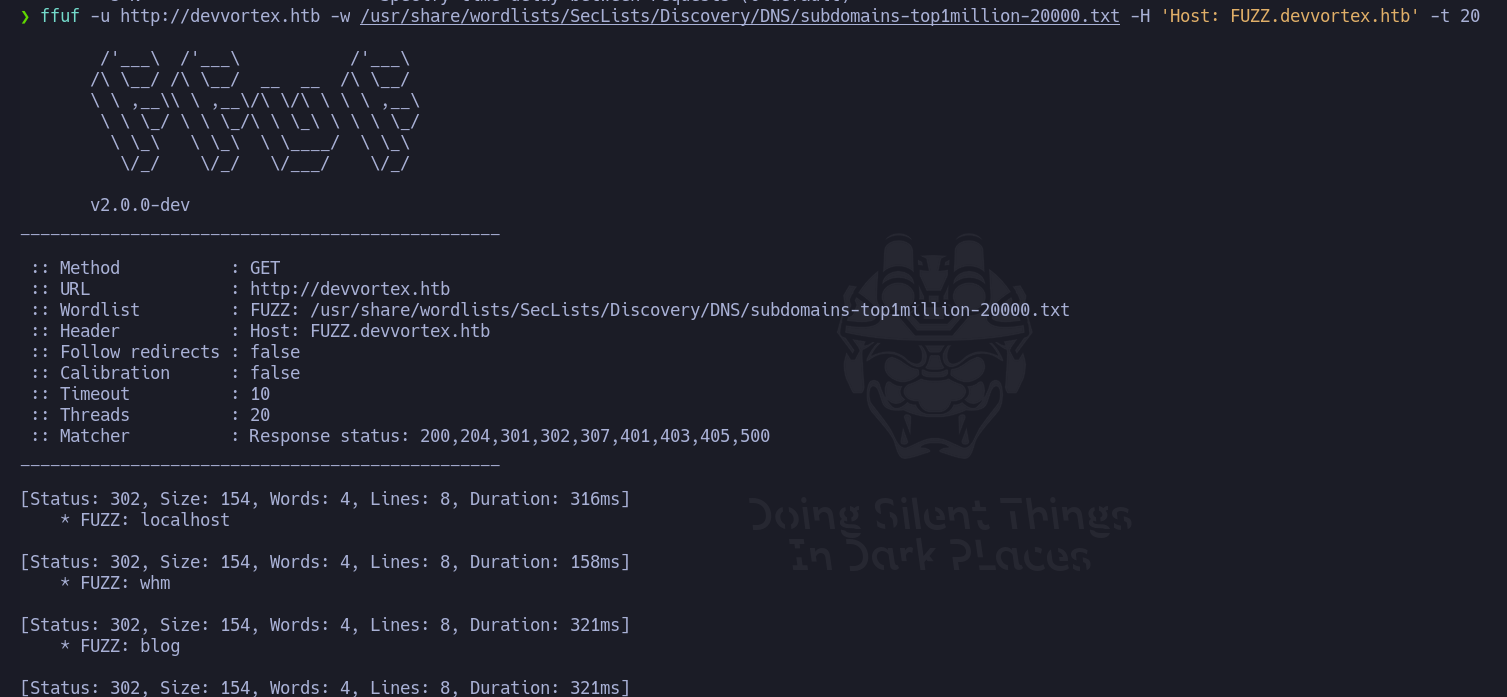 ❯ ffuf -u http://devvortex.htb -w /usr/share/wordlists/SecLists/Discovery/DNS/subdomains-top1million-20000.txt -H 'Host: FUZZ.devvortex.htb' -t 20
        /'___\  /'___\           /'___\
       /\ \__/ /\ \__/  __  __  /\ \__/
       \ \ ,__\\ \ ,__\/\ \/\ \ \ \ ,__\
        \ \ \_/ \ \ \_/\ \ \_\ \ \ \ \_/
         \ \_\   \ \_\  \ \____/  \ \_\
          \/_/    \/_/   \/___/    \/_/
       v2.0.0-dev
________________________________________________
 :: Method           : GET
 :: URL              : http://devvortex.htb
 :: Wordlist         : FUZZ: /usr/share/wordlists/SecLists/Discovery/DNS/subdomains-top1million-20000.txt
 :: Header           : Host: FUZZ.devvortex.htb
 :: Follow redirects : false
 :: Calibration      : false
 :: Timeout          : 10
 :: Threads          : 20
 :: Matcher          : Response status: 200,204,301,302,307,401,403,405,500
________________________________________________
[Status: 302, Size: 154, Words: 4, Lines: 8, Duration: 316ms]
    * FUZZ: localhost
[Status: 302, Size: 154, Words: 4, Lines: 8, Duration: 158ms]
    * FUZZ: whm
[Status: 302, Size: 154, Words: 4, Lines: 8, Duration: 321ms]
    * FUZZ: blog
[Status: 302, Size: 154, Words: 4, Lines: 8, Duration: 321ms]
Doing Silent Things
In Dark PLaces